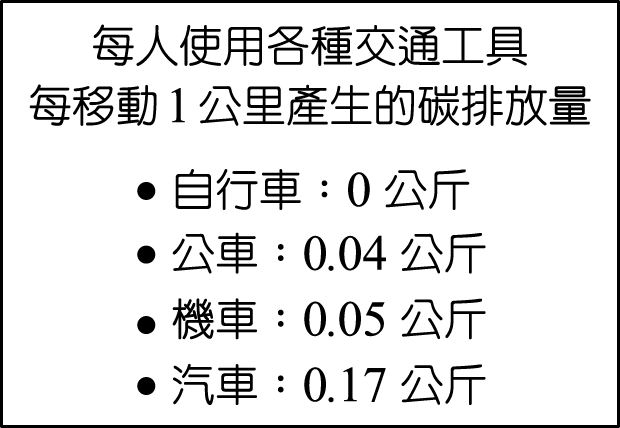 每人使用各種交通工具
每移動1公里產生的碳排放量
•自行車：0 公斤
•公車：0.04 公斤
•機車：0.05 公斤
•汽車：0.17 公斤